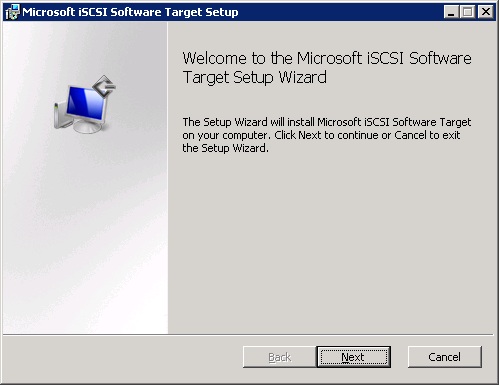 Microsoft iSCSI Software Target Setup
Welcome to the Microsoft iSCSI Software
Target Setup Wizard
The Setup Wizard will install Microsoft iSCSI Software Target
on your computer. Click Next to continue or Cancel to exit
the Setup Wizard.
Back Next Cancel